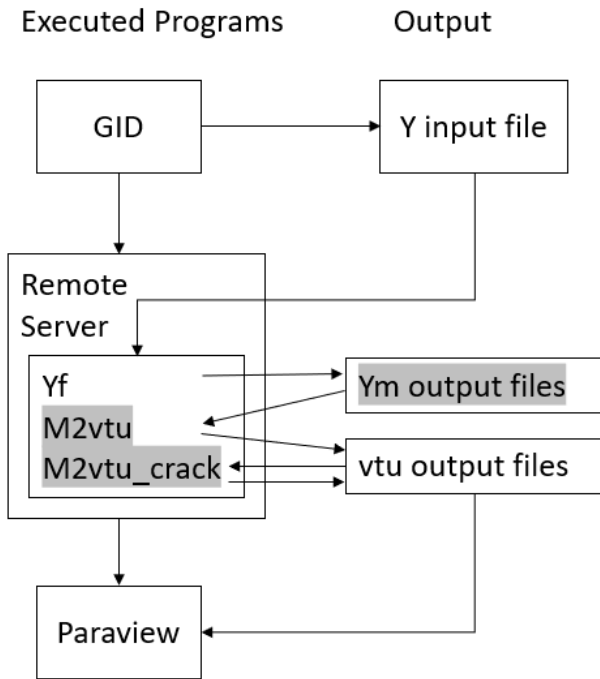 Executed Programs
Output
GID
Y input file
Remote
Server
Yf
Ym output files
M2vtu
M2vtu_crack
vtu output files
Paraview